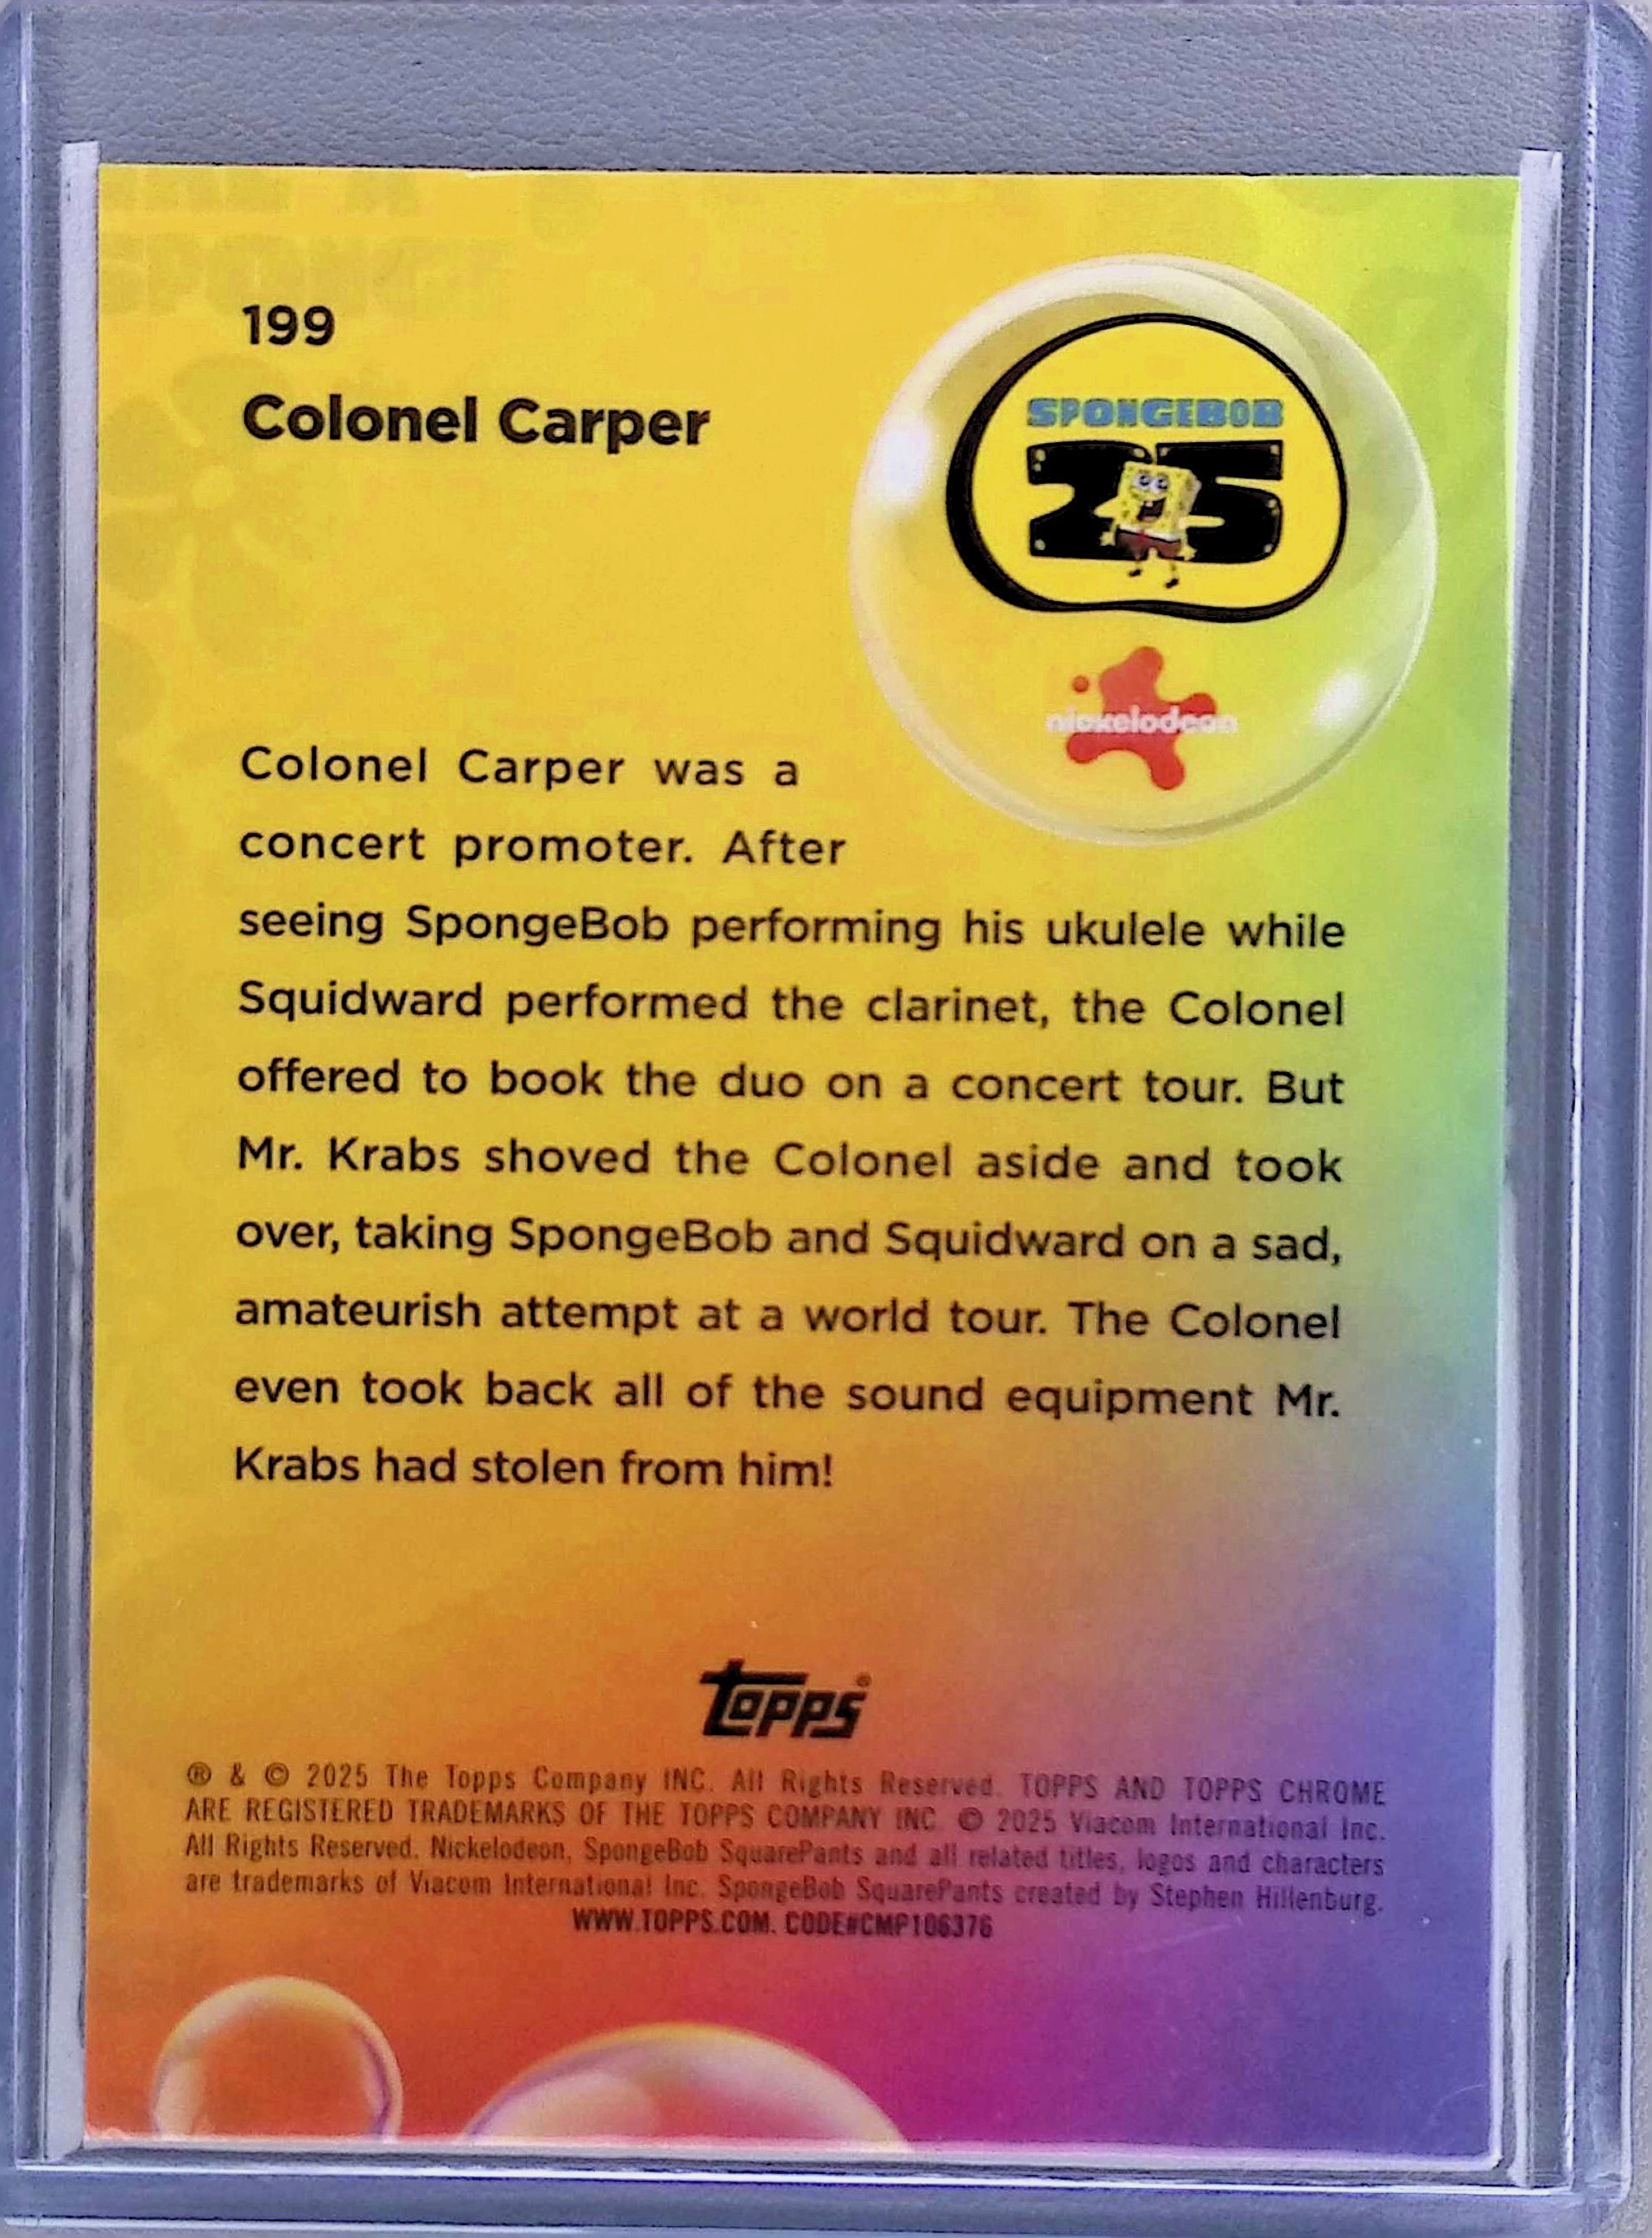 199
Colonel Carper
SPONGEBOB
25
nickelodeon
Colonel Carper was a
concert promoter. After
seeing SpongeBob performing his ukulele while
Squidward performed the clarinet, the Colonel
offered to book the duo on a concert tour. But
Mr. Krabs shoved the Colonel aside and took
over, taking SpongeBob and Squidward on a sad,
amateurish attempt at a world tour. The Colonel
even took back all of the sound equipment Mr.
Krabs had stolen from him!
topps®
® & © 2025 The Topps Company INC. All Rights Reserved. TOPPS AND TOPPS CHROME
ARE REGISTERED TRADEMARKS OF THE TOPPS COMPANY INC. © 2025 Viacom International Inc.
All Rights Reserved. Nickelodeon, SpongeBob SquarePants and all related titles, logos and characters
are trademarks of Viacom International Inc. SpongeBob SquarePants created by Stephen Hillenburg.
WWW.TOPPS.COM. CODE#CMP106376